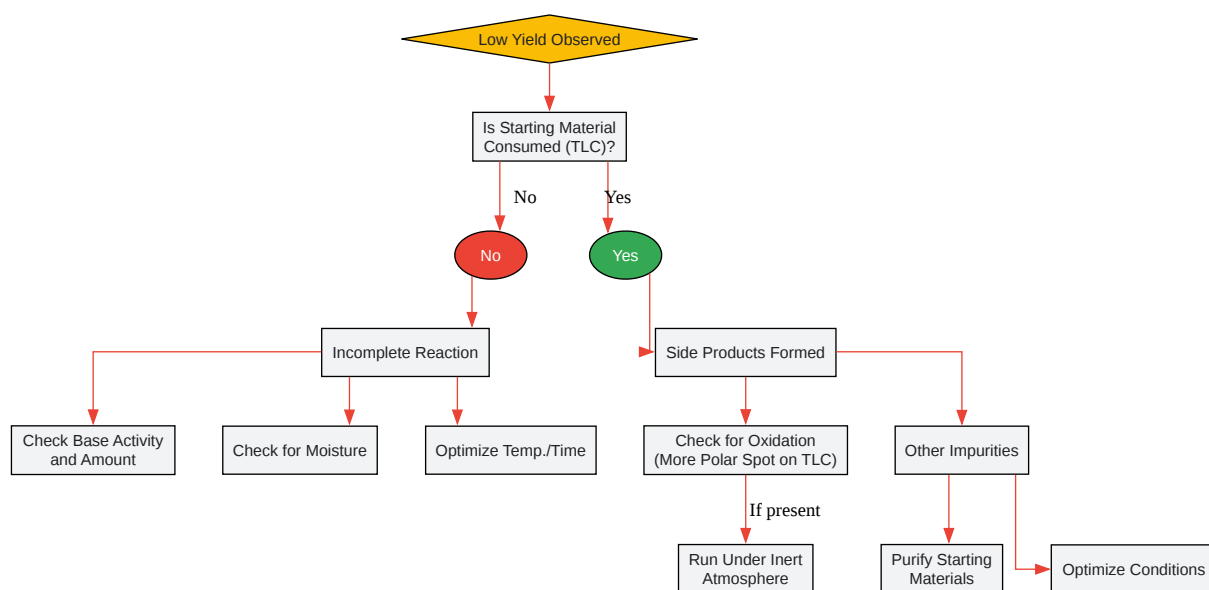 Low Yield Observed
Is Starting Material
Consumed (TLC)?
No
Yes
No
Yes
Incomplete Reaction
Side Products Formed
Check Base Activity
and Amount
Check for Moisture
Optimize Temp./Time
Check for Oxidation
(More Polar Spot on TLC)
Other Impurities
If present
Run Under Inert
Atmosphere
Purify Starting
Materials
Optimize Conditions